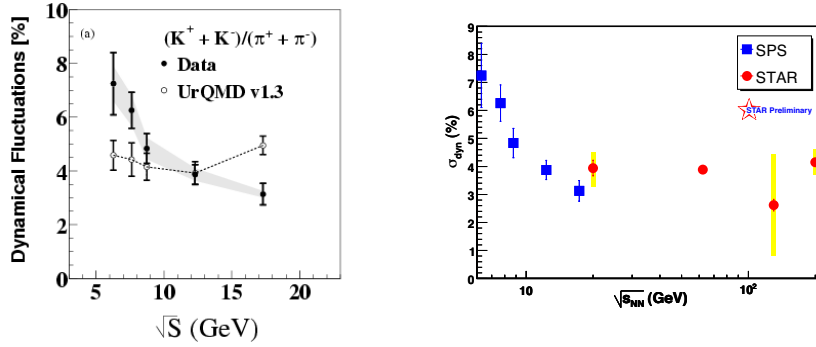 Dynamical Fluctuations [%]
10
8
6
4
2
0
(a)
(K⁺ + K⁻)/(π⁺ + π⁻)
Data
UrQMD v1.3
5
10
15
20
√S (GeV)
σdyn (%)
9
8
7
6
5
4
3
2
1
0
SPS
STAR
STAR Preliminary
10
10²
√sNN (GeV)